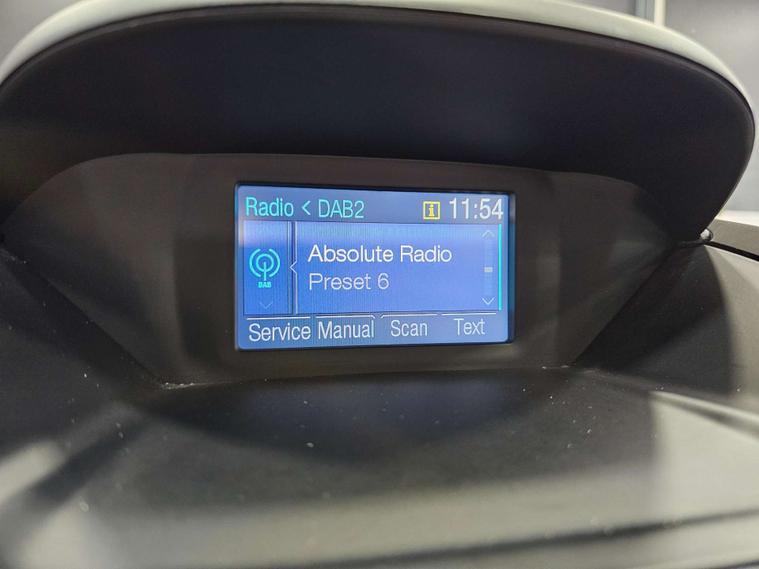 Radio < DAB2 i 11:54
DAB
Absolute Radio
Preset 6
Service Manual Scan Text